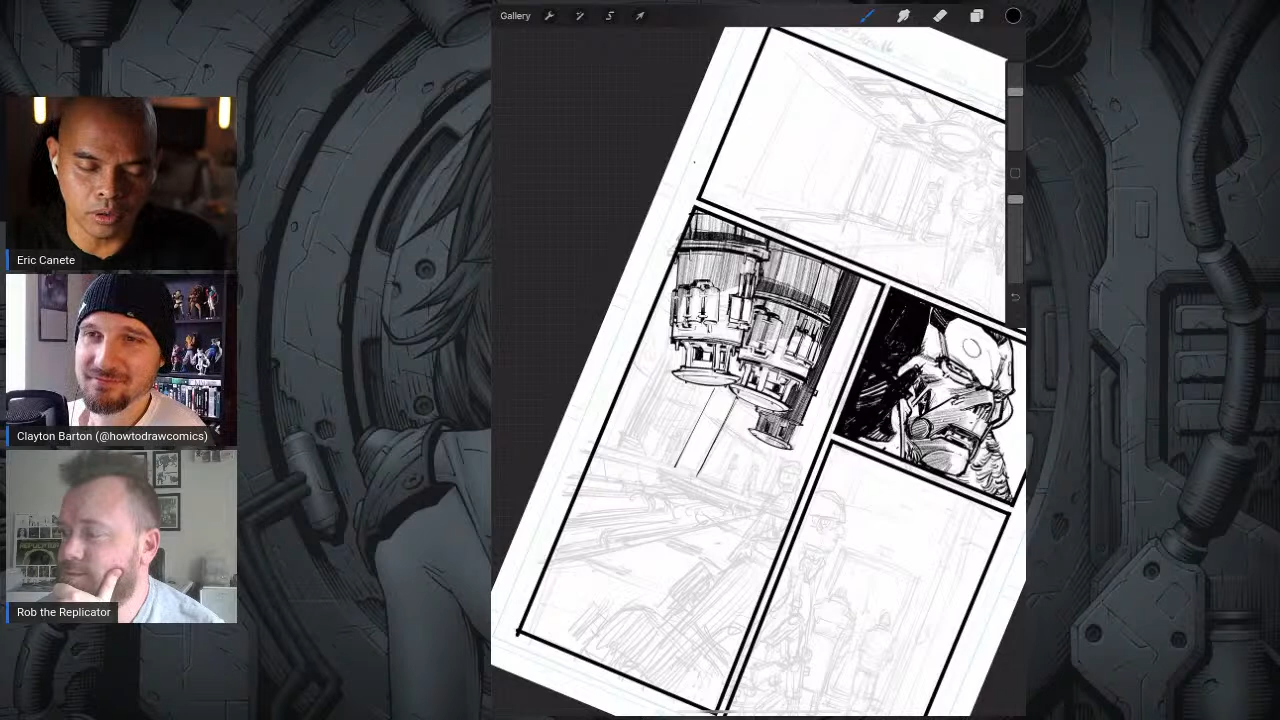 Gallery
Eric Canete
Clayton Barton (@howtodrawcomics)
Rob the Replicator